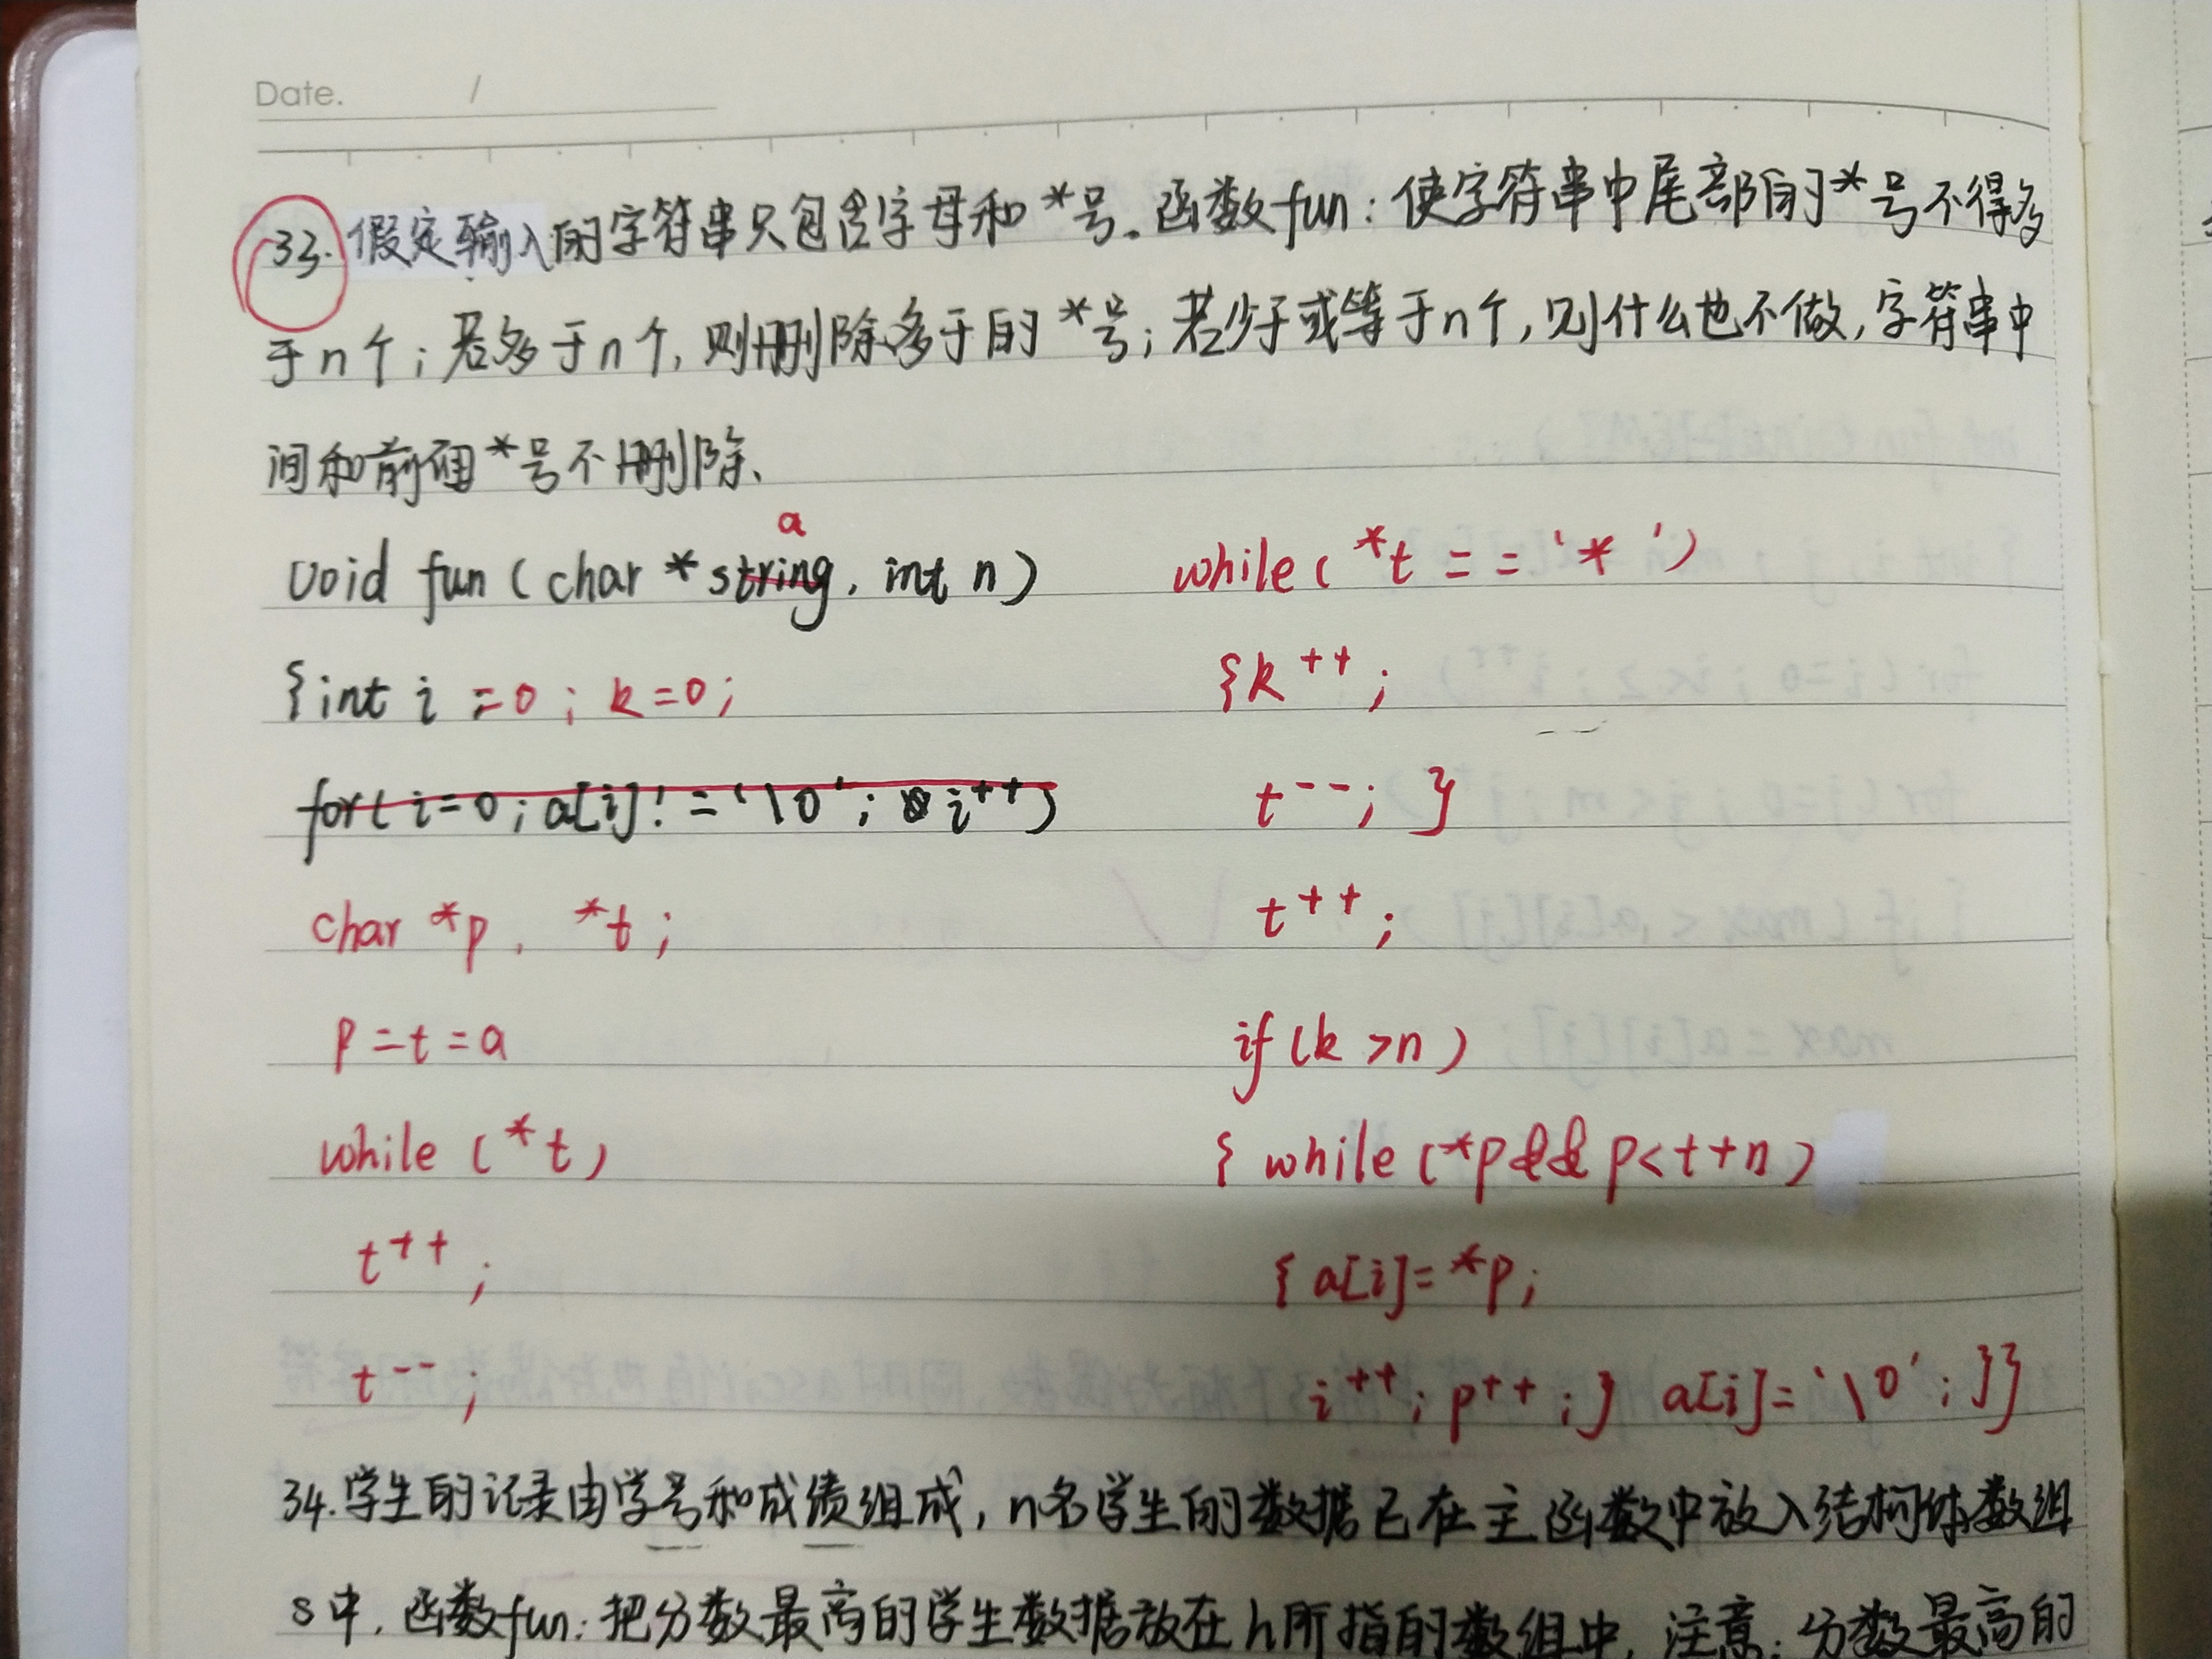 Date. /
33. 假定输入的字符串只包含字母和*号。函数fun: 使字符串中尾部的*号不得多
于n个; 若多于n个, 则删除多于的*号; 若少于或等于n个, 则什么也不做, 字符串中
间和前面*号不删除、
a
void fun (char *string, int n)
{int i =0; k=0;
for(i=0; a[i]!='\0'; i++)
char *p, *t;
p=t=a
while (*t)
t++;
t--;
while (*t=='*')
{k++;
t--;}
t++;
if(k>n)
{ while (*p&&p<t+n)
{ a[i]=*p;
i++; p++;} a[i]='\0';}}
34. 学生的记录由学号和成绩组成, n名学生的数据已在主函数中放入结构体数组
s中, 函数fun: 把分数最高的学生数据放在h所指的数组中, 注意: 分数最高的